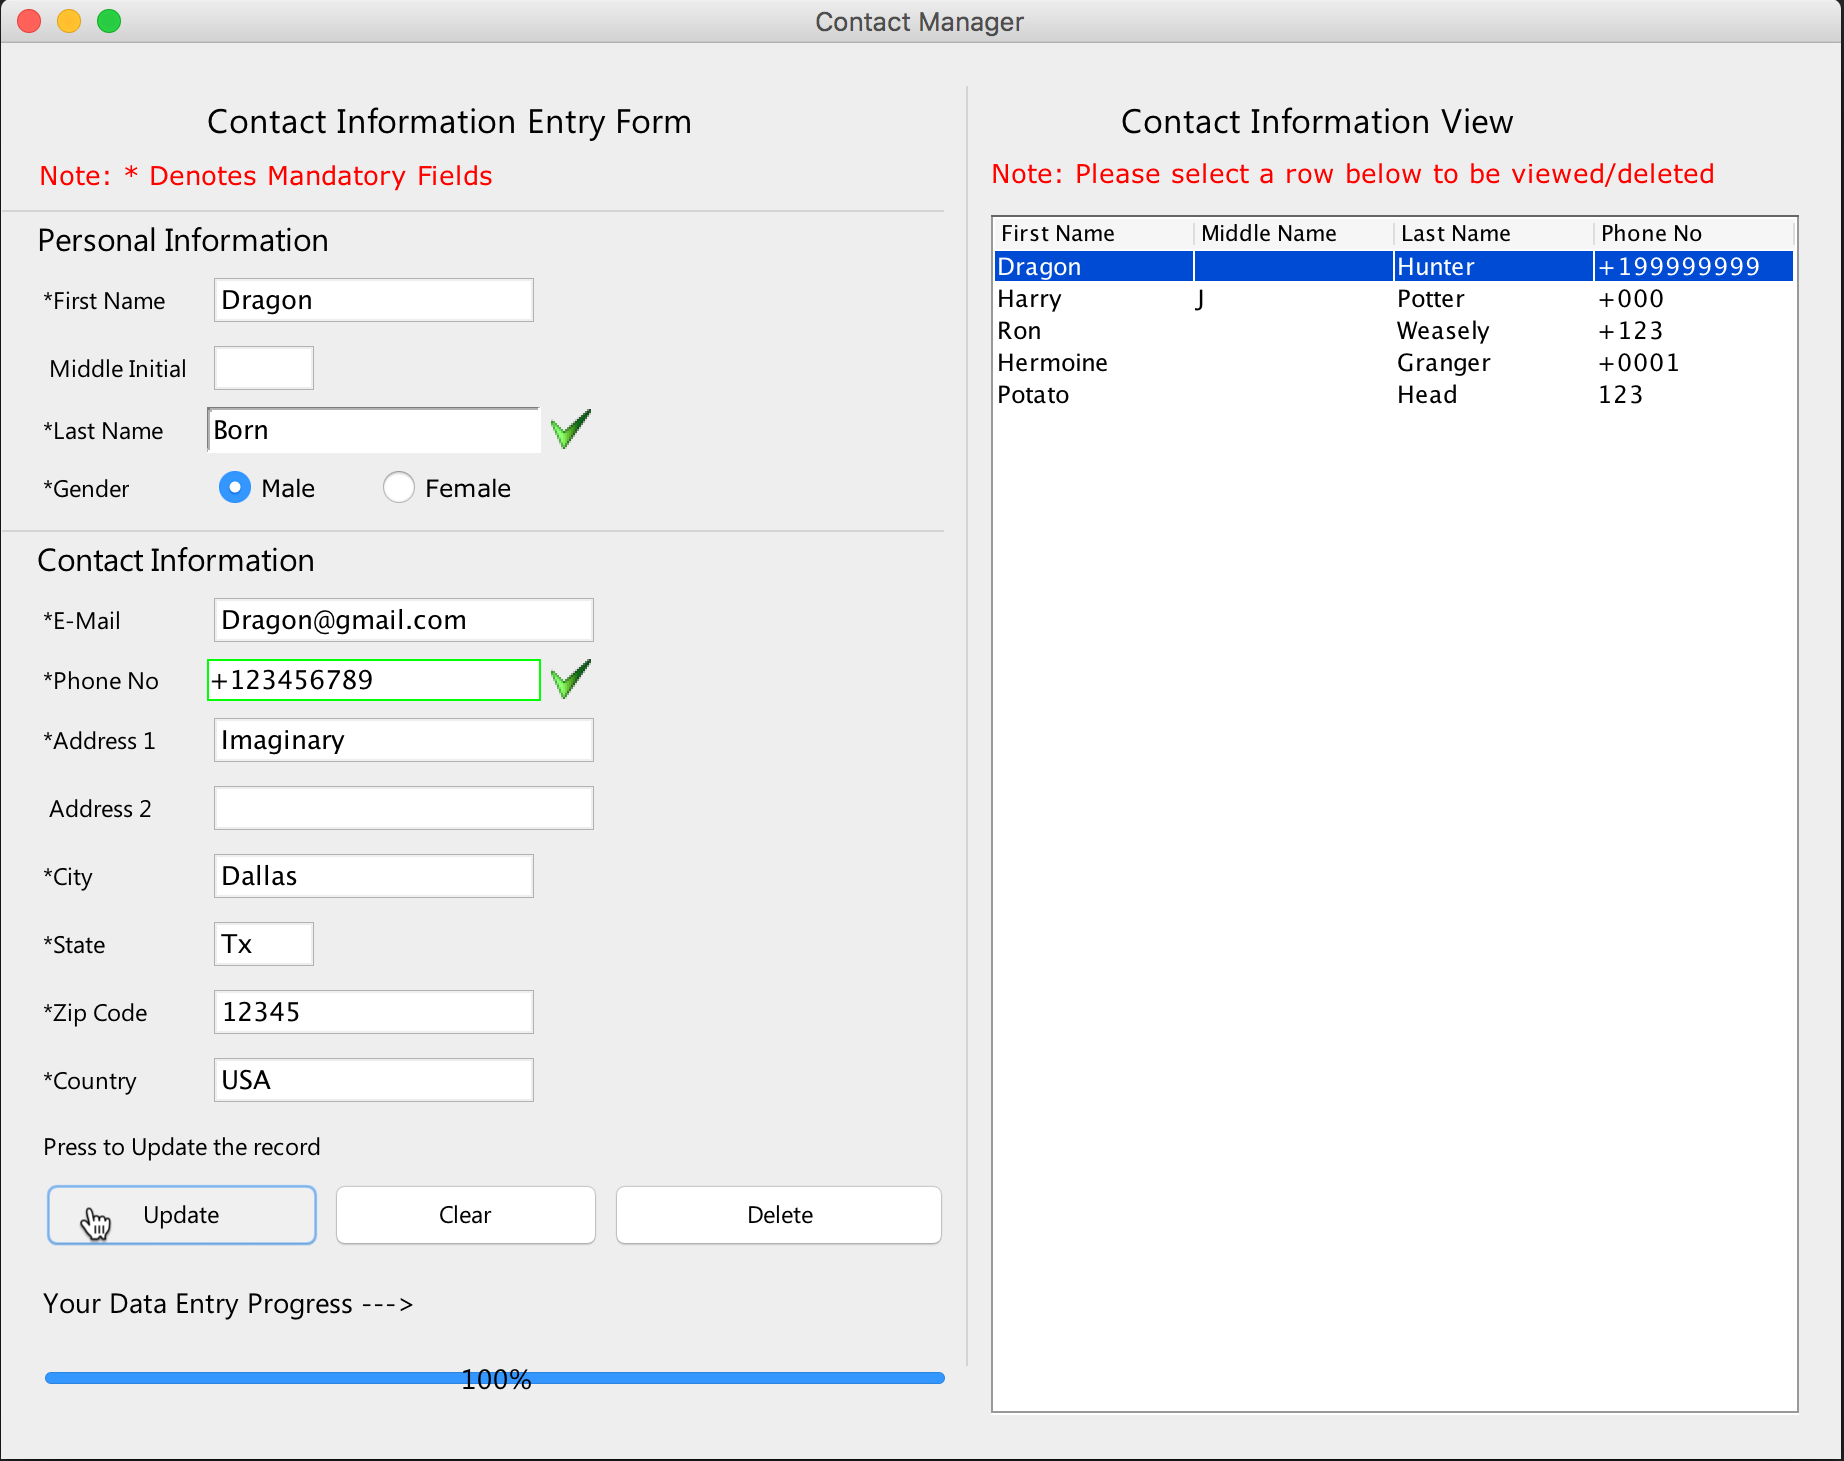 Contact Manager
Contact Information Entry Form
Note: * Denotes Mandatory Fields
Personal Information
*First Name Dragon
Middle Initial
*Last Name Born
*Gender Male Female
Contact Information
*E-Mail Dragon@gmail.com
*Phone No +123456789
*Address 1 Imaginary
Address 2
*City Dallas
*State Tx
*Zip Code 12345
*Country USA
Press to Update the record
Update Clear Delete
Your Data Entry Progress --->
100%
Contact Information View
Note: Please select a row below to be viewed/deleted
First Name Middle Name Last Name Phone No
Dragon Hunter +199999999
Harry J Potter +000
Ron Weasely +123
Hermoine Granger +0001
Potato Head 123